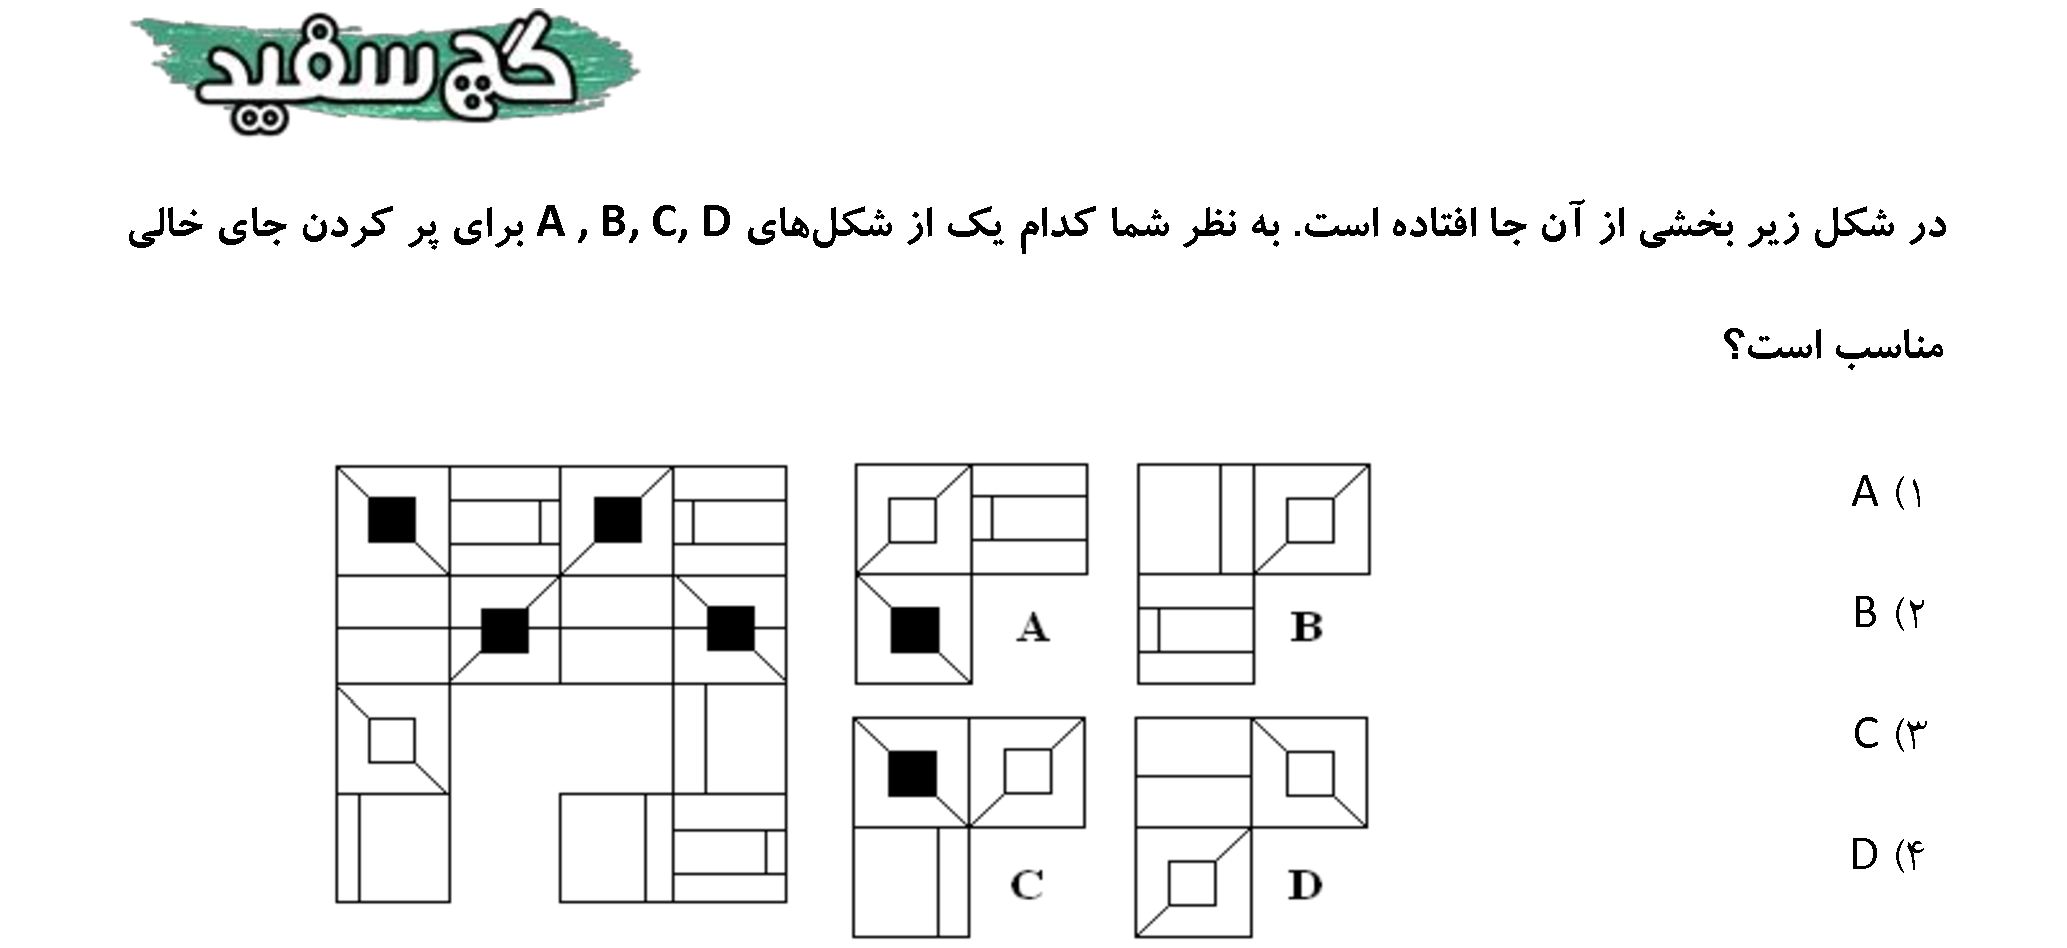 گچ سفید
در شکل زیر بخشی از آن جا افتاده است. به نظر شما کدام یک از شکل‌های A , B, C, D برای پر کردن جای خالی
مناسب است؟
۱) A
۲) B
۳) C
۴) D
A
B
C
D